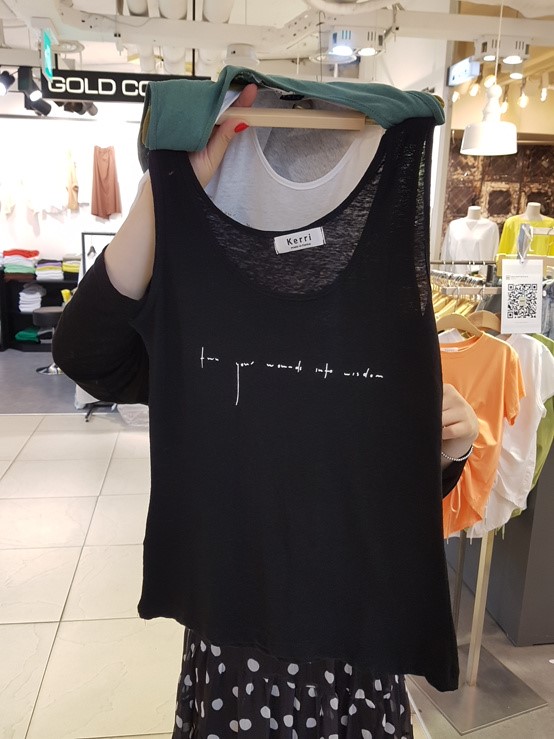 GOLD CO
Kerri
turn your wounds into wisdom